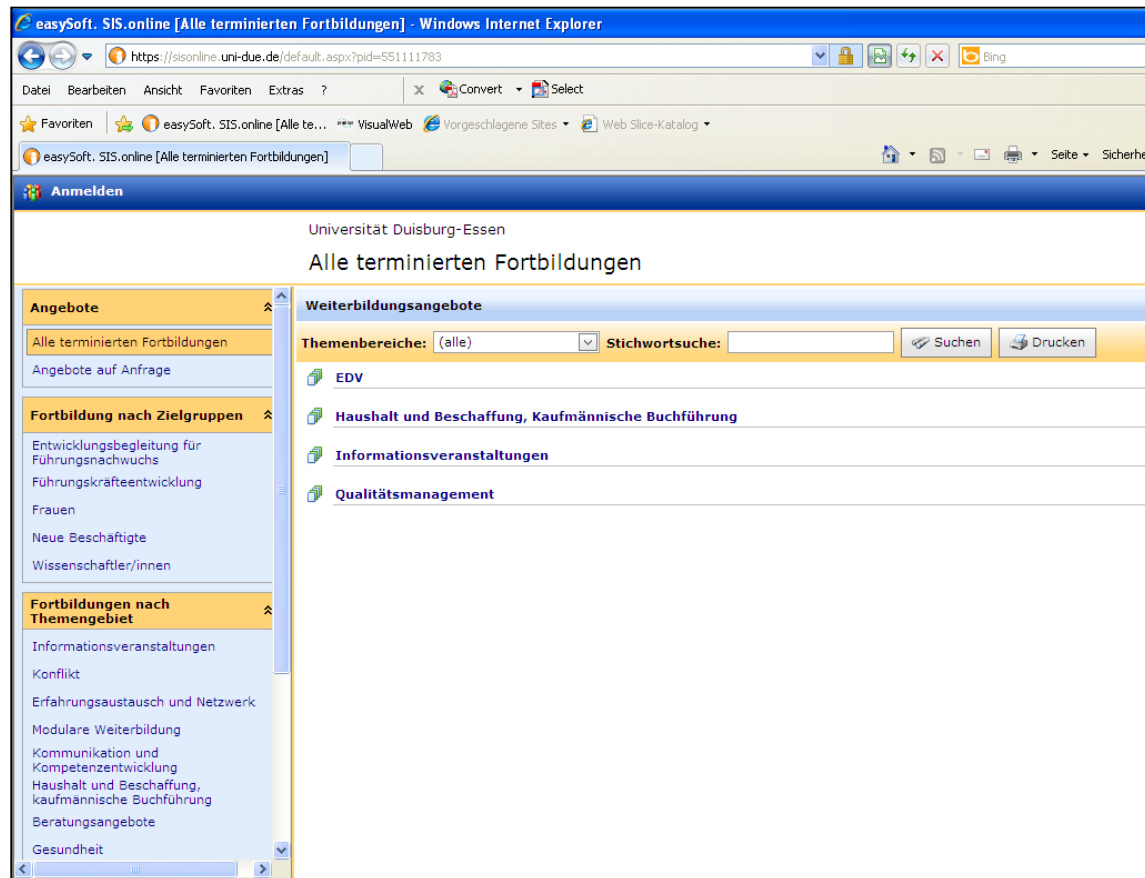 easySoft. SIS.online [Alle terminierten Fortbildungen] - Windows Internet Explorer
https://sisonline.uni-due.de/default.aspx?pid=551111783
Bing
Datei Bearbeiten Ansicht Favoriten Extras ? x Convert Select
Favoriten easySoft. SIS.online [Alle te... VisualWeb Vorgeschlagene Sites Web Slice-Katalog
easySoft. SIS.online [Alle terminierten Fortbildungen] Seite Sicherhe
Anmelden
Universität Duisburg-Essen
Alle terminierten Fortbildungen
Angebote
Alle terminierten Fortbildungen
Angebote auf Anfrage
Fortbildung nach Zielgruppen
Entwicklungsbegleitung für
Führungsnachwuchs
Führungskräfteentwicklung
Frauen
Neue Beschäftigte
Wissenschaftler/innen
Fortbildungen nach
Themengebiet
Informationsveranstaltungen
Konflikt
Erfahrungsaustausch und Netzwerk
Modulare Weiterbildung
Kommunikation und
Kompetenzentwicklung
Haushalt und Beschaffung,
kaufmännische Buchführung
Beratungsangebote
Gesundheit
Weiterbildungsangebote
Themenbereiche: (alle) Stichwortsuche: Suchen Drucken
EDV
Haushalt und Beschaffung, Kaufmännische Buchführung
Informationsveranstaltungen
Qualitätsmanagement